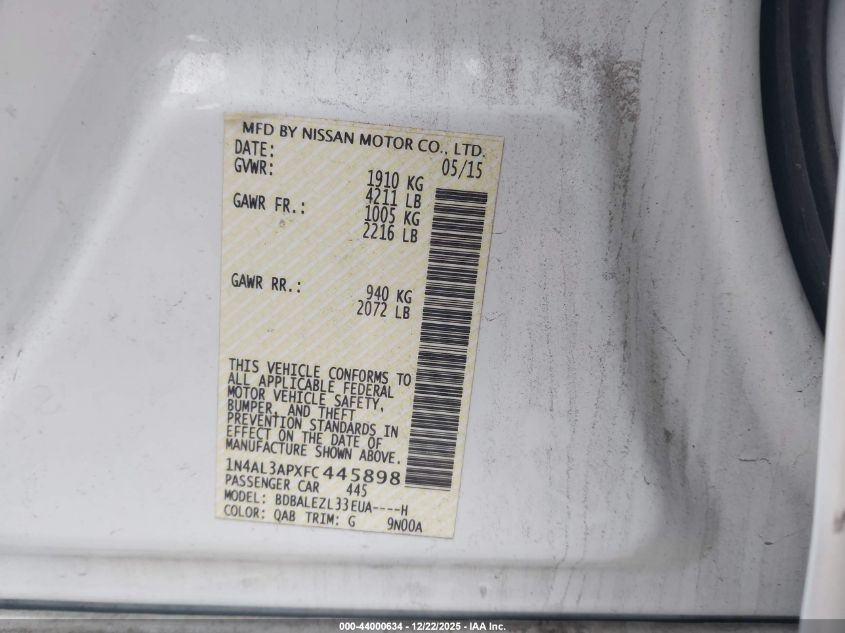 MFD BY NISSAN MOTOR CO., LTD.
DATE: 05/15
GVWR: 1910 KG
4211 LB
GAWR FR.: 1005 KG
2216 LB
GAWR RR.: 940 KG
2072 LB
THIS VEHICLE CONFORMS TO
ALL APPLICABLE FEDERAL
MOTOR VEHICLE SAFETY,
BUMPER, AND THEFT
PREVENTION STANDARDS IN
EFFECT ON THE DATE OF
MANUFACTURE SHOWN ABOVE.
1N4AL3APXFC445898
PASSENGER CAR 445
MODEL: BDBALEZL33EUA----H
COLOR: QAB TRIM: G 9N00A
000-44000634 - 12/22/2025 - IAA Inc.